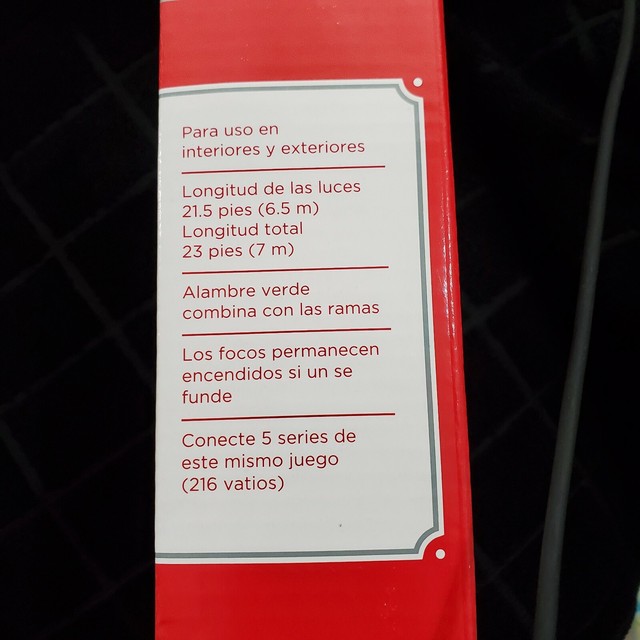 Para uso en
interiores y exteriores
Longitud de las luces
21.5 pies (6.5 m)
Longitud total
23 pies (7 m)
Alambre verde
combina con las ramas
Los focos permanecen
encendidos si un se
funde
Conecte 5 series de
este mismo juego
(216 vatios)